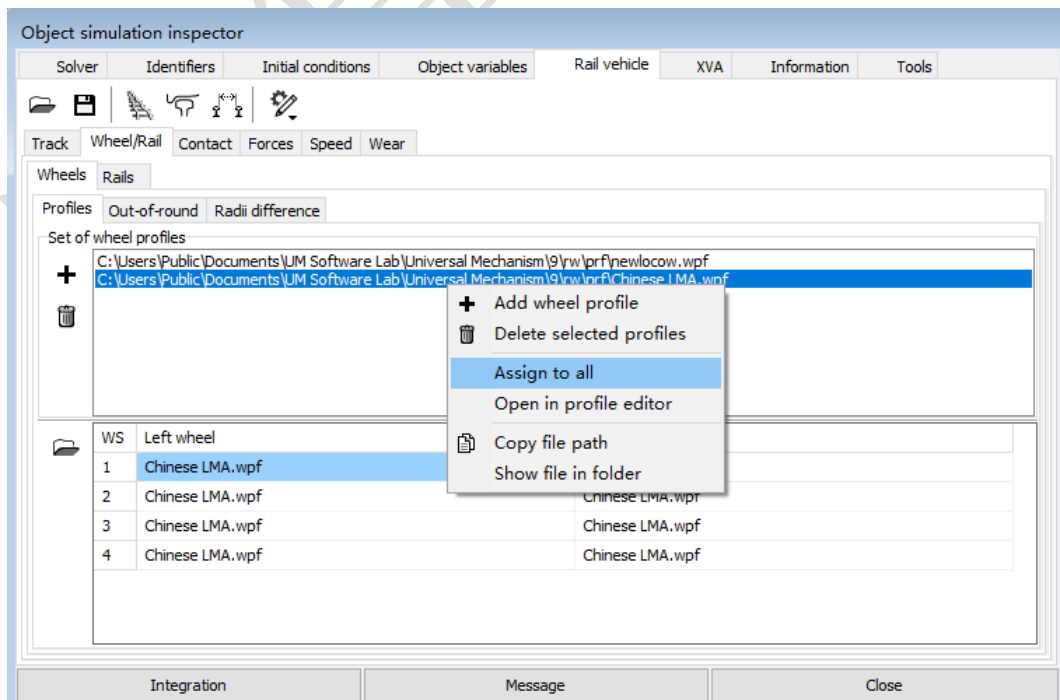 Object simulation inspector
Solver Identifiers Initial conditions Object variables Rail vehicle XVA Information Tools
Track Wheel/Rail Contact Forces Speed Wear
Wheels Rails
Profiles Out-of-round Radii difference
Set of wheel profiles
C:\Users\Public\Documents\UM Software Lab\Universal Mechanism\9\rw\prf\newlocow.wpf
C:\Users\Public\Documents\UM Software Lab\Universal Mechanism\9\rw\prf\Chinese LMA.wpf
Add wheel profile
Delete selected profiles
Assign to all
Open in profile editor
Copy file path
Show file in folder
WS Left wheel
1 Chinese LMA.wpf
2 Chinese LMA.wpf Chinese LMA.wpf
3 Chinese LMA.wpf Chinese LMA.wpf
4 Chinese LMA.wpf Chinese LMA.wpf
Integration Message Close